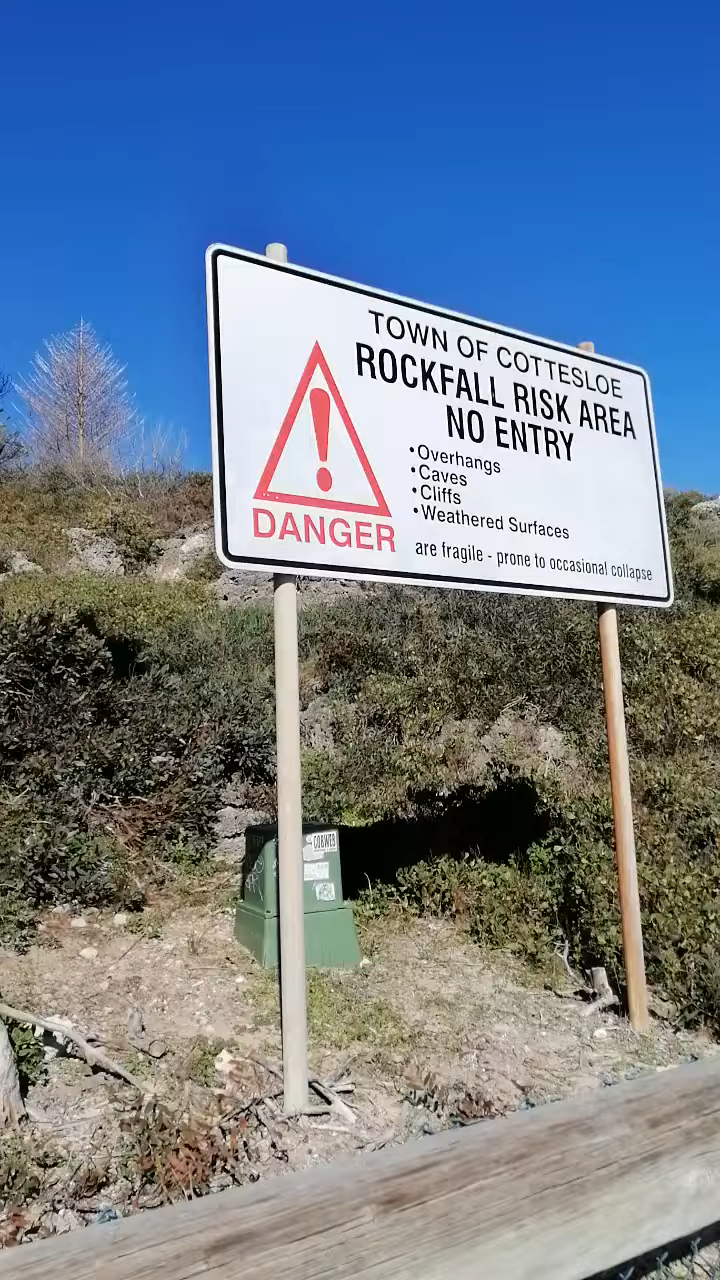 TOWN OF COTTESLOE
ROCKFALL RISK AREA
NO ENTRY
•Overhangs
•Caves
•Cliffs
•Weathered Surfaces
are fragile - prone to occasional collapse
DANGER
COBWEB